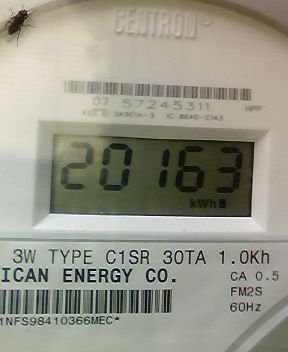 CENTRON
07 57245311 HPF
20163
kWh
3W TYPE C1SR 30TA 1.0Kh
ICAN ENERGY CO.
CA 0.5
FM2S
60Hz
1NFS98410366MEC*